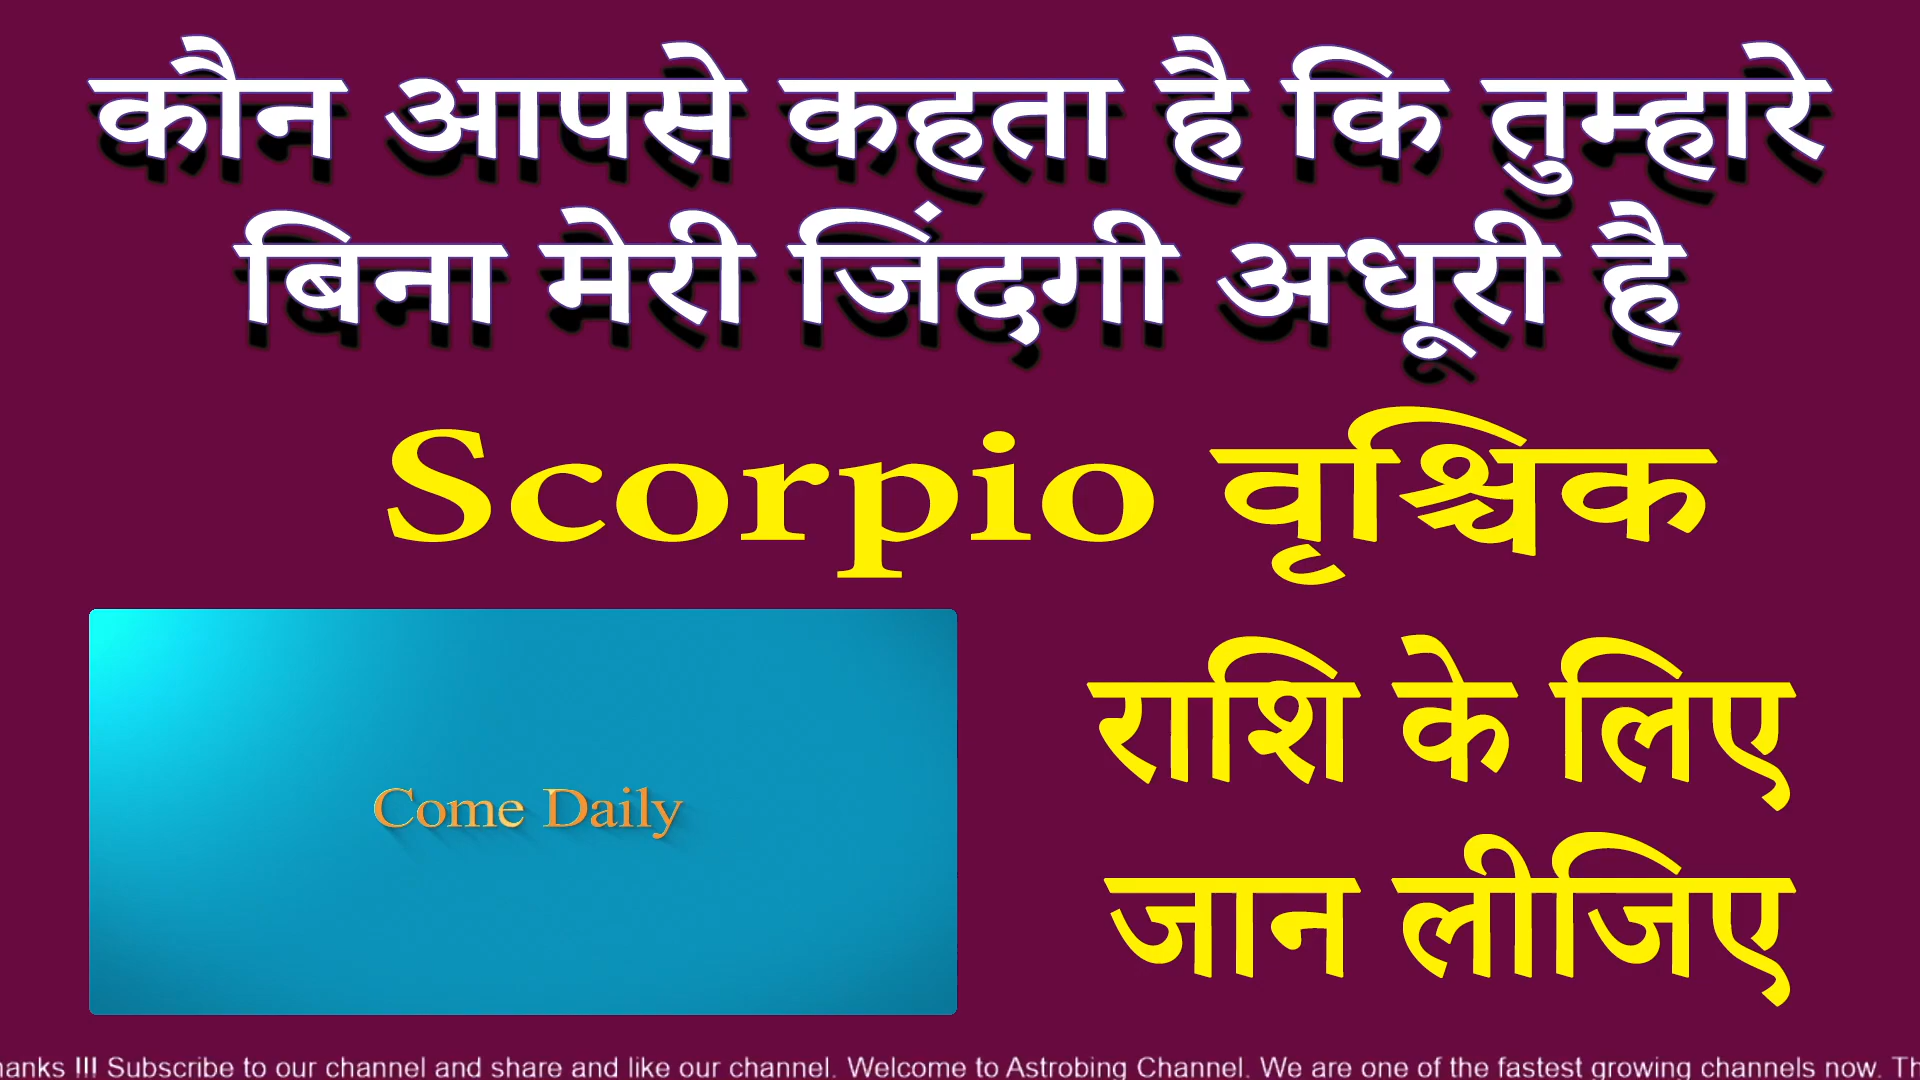 कौन आपसे कहता है कि तुम्हारे
बिना मेरी जिंदगी अधूरी है
Scorpio वृश्चिक
राशि के लिए
जान लीजिए
Come Daily
hanks !!! Subscribe to our channel and share and like our channel. Welcome to Astrobing Channel. We are one of the fastest growing channels now. Th